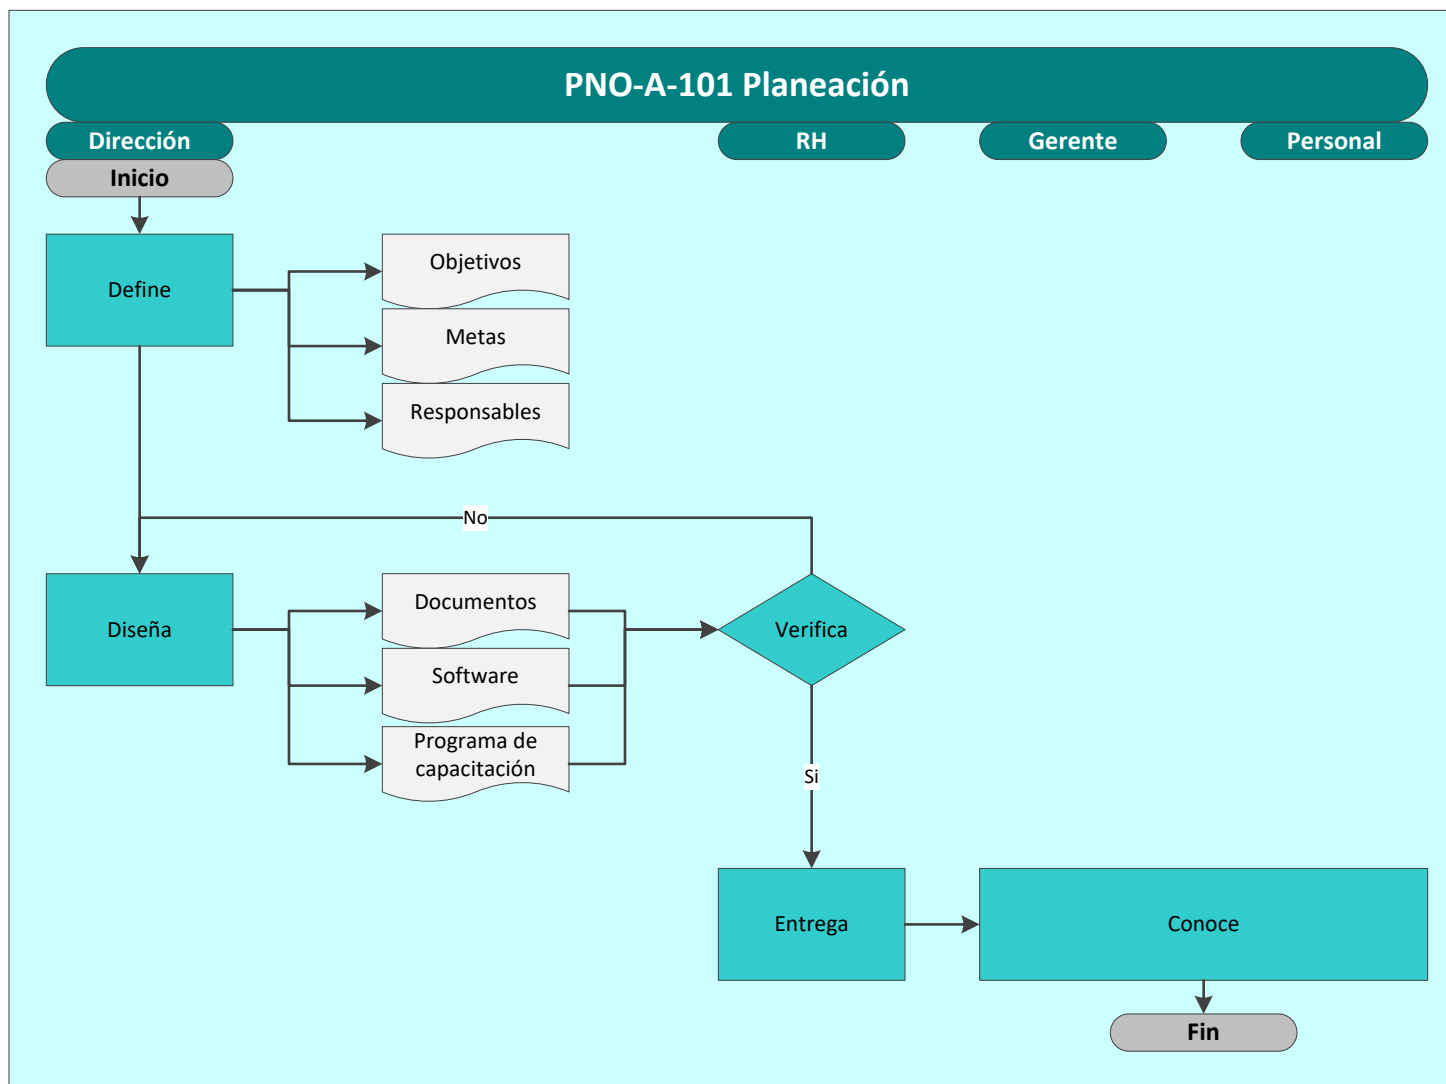 PNO-A-101 Planeación
Dirección
RH
Gerente
Personal
Inicio
Define
Objetivos
Metas
Responsables
No
Diseña
Documentos
Software
Programa de
capacitación
Verifica
Si
Entrega
Conoce
Fin